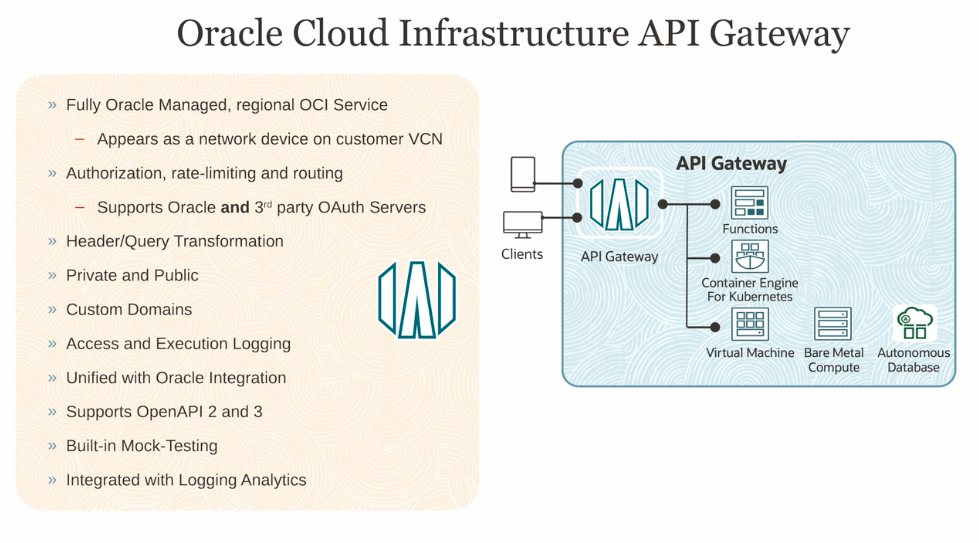 Oracle Cloud Infrastructure API Gateway
» Fully Oracle Managed, regional OCI Service
– Appears as a network device on customer VCN
» Authorization, rate-limiting and routing
– Supports Oracle and 3rd party OAuth Servers
» Header/Query Transformation
» Private and Public
» Custom Domains
» Access and Execution Logging
» Unified with Oracle Integration
» Supports OpenAPI 2 and 3
» Built-in Mock-Testing
» Integrated with Logging Analytics
API Gateway
Clients
API Gateway
Functions
Container Engine
For Kubernetes
Virtual Machine
Bare Metal
Compute
Autonomous
Database